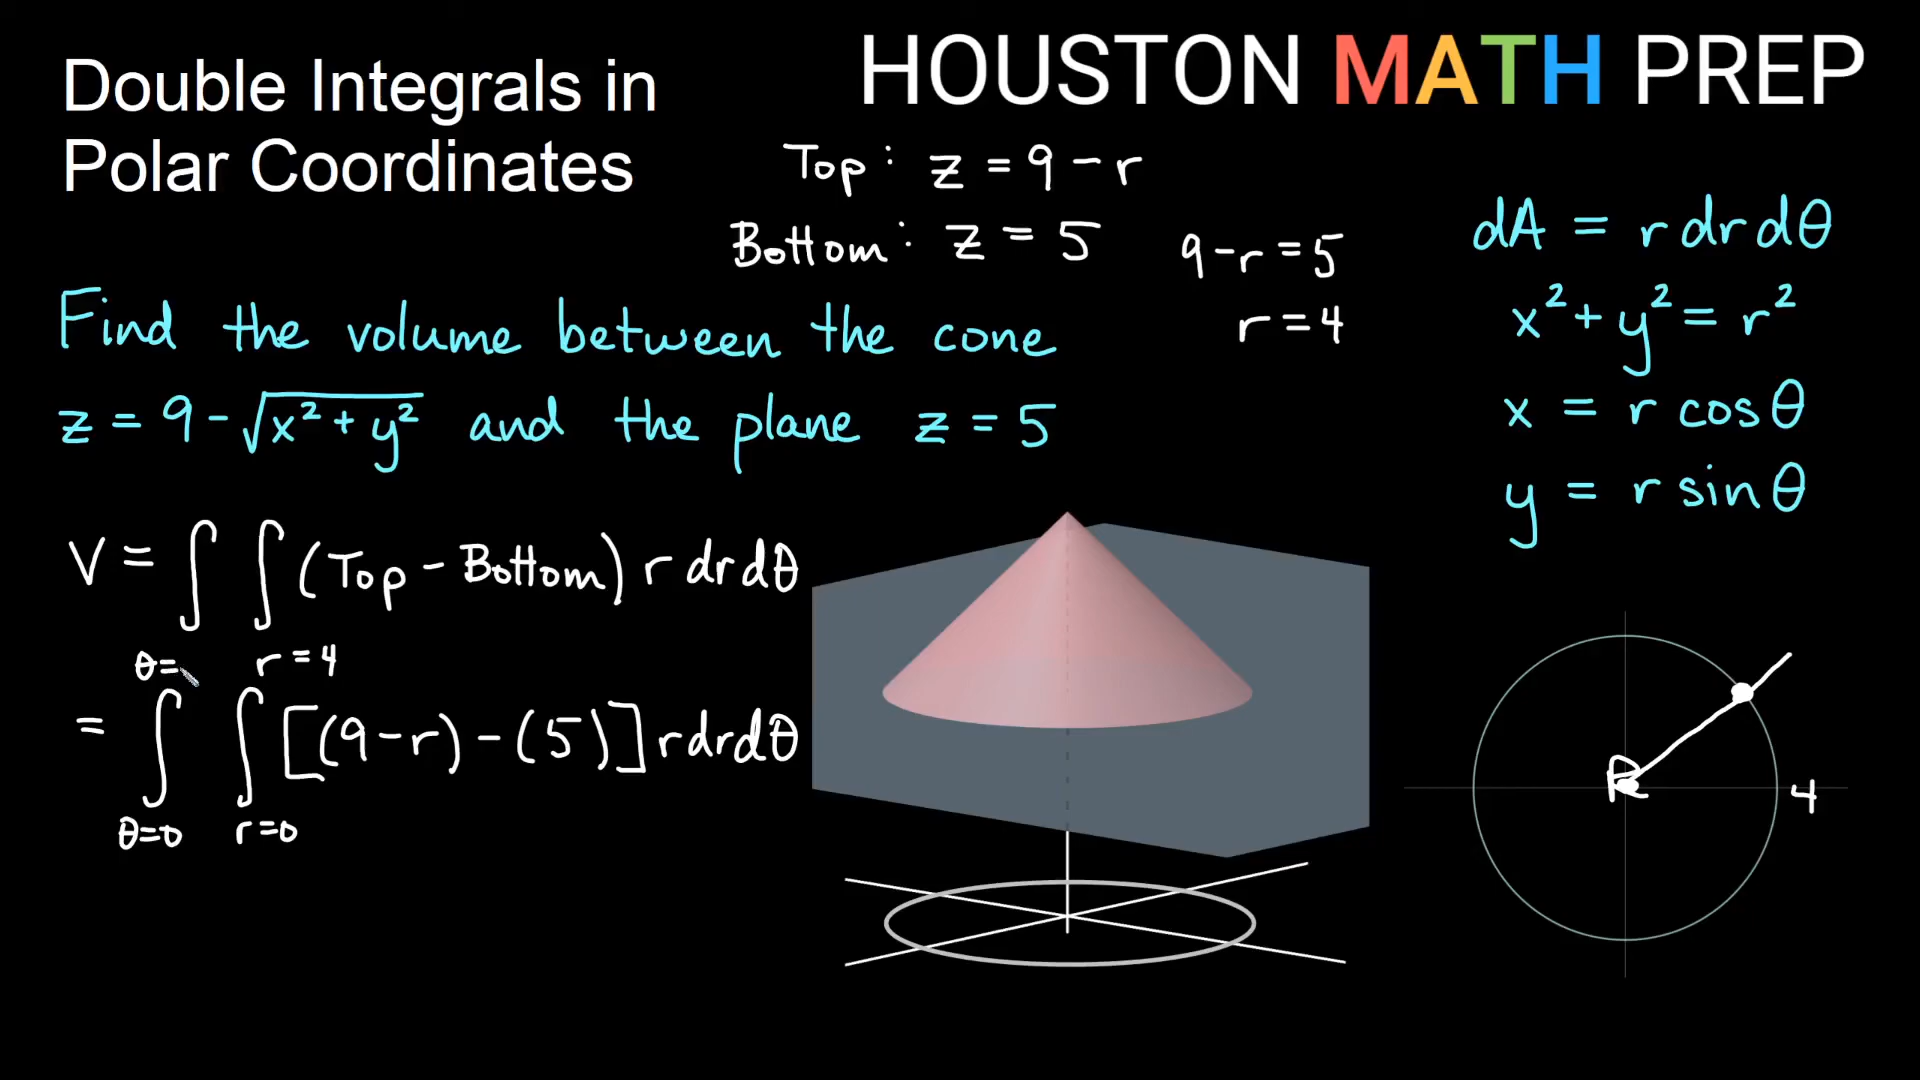 Double Integrals in
Polar Coordinates
HOUSTON MATH PREP
Top: z = 9 - r
Bottom: z = 5
9 - r = 5
r = 4
dA = r dr dθ
x² + y² = r²
x = r cos θ
y = r sin θ
Find the volume between the cone
z = 9 - √(x² + y²) and the plane z = 5
V = ∫ ∫ (Top - Bottom) r dr dθ
θ= r = 4
= ∫ ∫ [(9 - r) - (5)] r dr dθ
θ=0 r=0
4